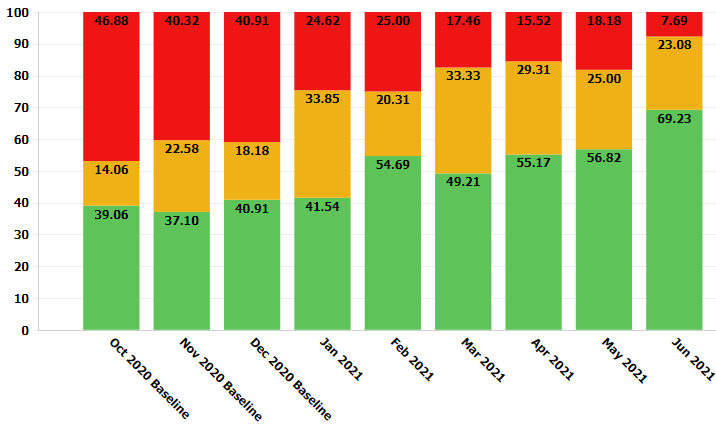 100
90
80
70
60
50
40
30
20
10
0
46.88 40.32 40.91 24.62 25.00 17.46 15.52 18.18 7.69
14.06 22.58 18.18 33.85 20.31 33.33 29.31 25.00 23.08
39.06 37.10 40.91 41.54 54.69 49.21 55.17 56.82 69.23
Oct 2020 Baseline
Nov 2020 Baseline
Dec 2020 Baseline
Jan 2021
Feb 2021
Mar 2021
Apr 2021
May 2021
Jun 2021